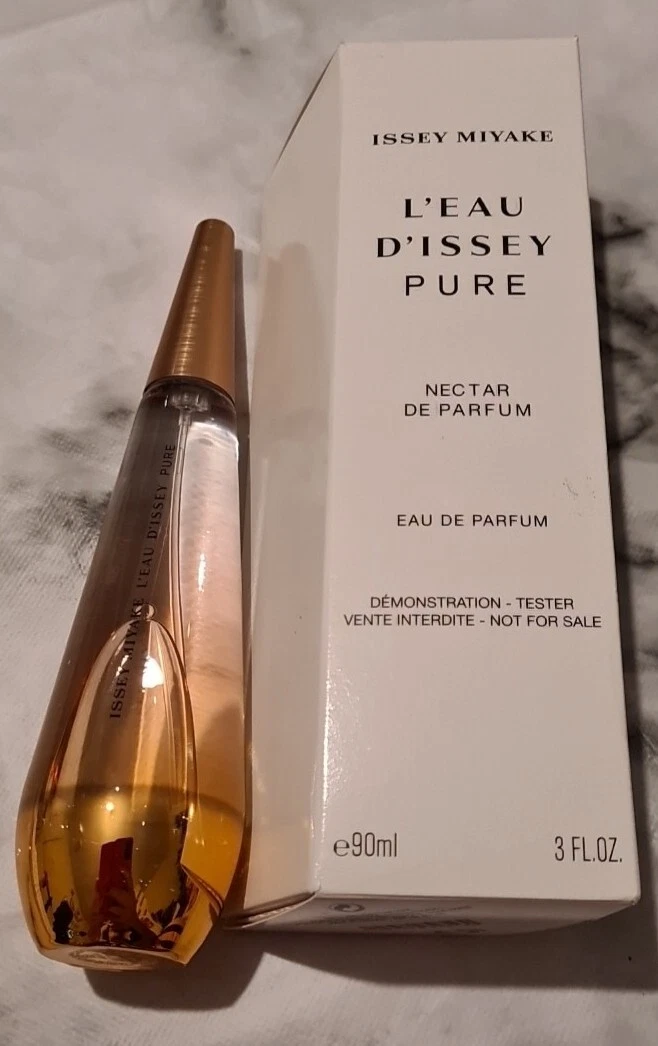 ISSEY MIYAKE
L'EAU
D'ISSEY
PURE
NECTAR
DE PARFUM
EAU DE PARFUM
DÉMONSTRATION - TESTER
VENTE INTERDITE - NOT FOR SALE
e90ml
3 FL.OZ.
ISSEY MIYAKE L'EAU D'ISSEY PURE